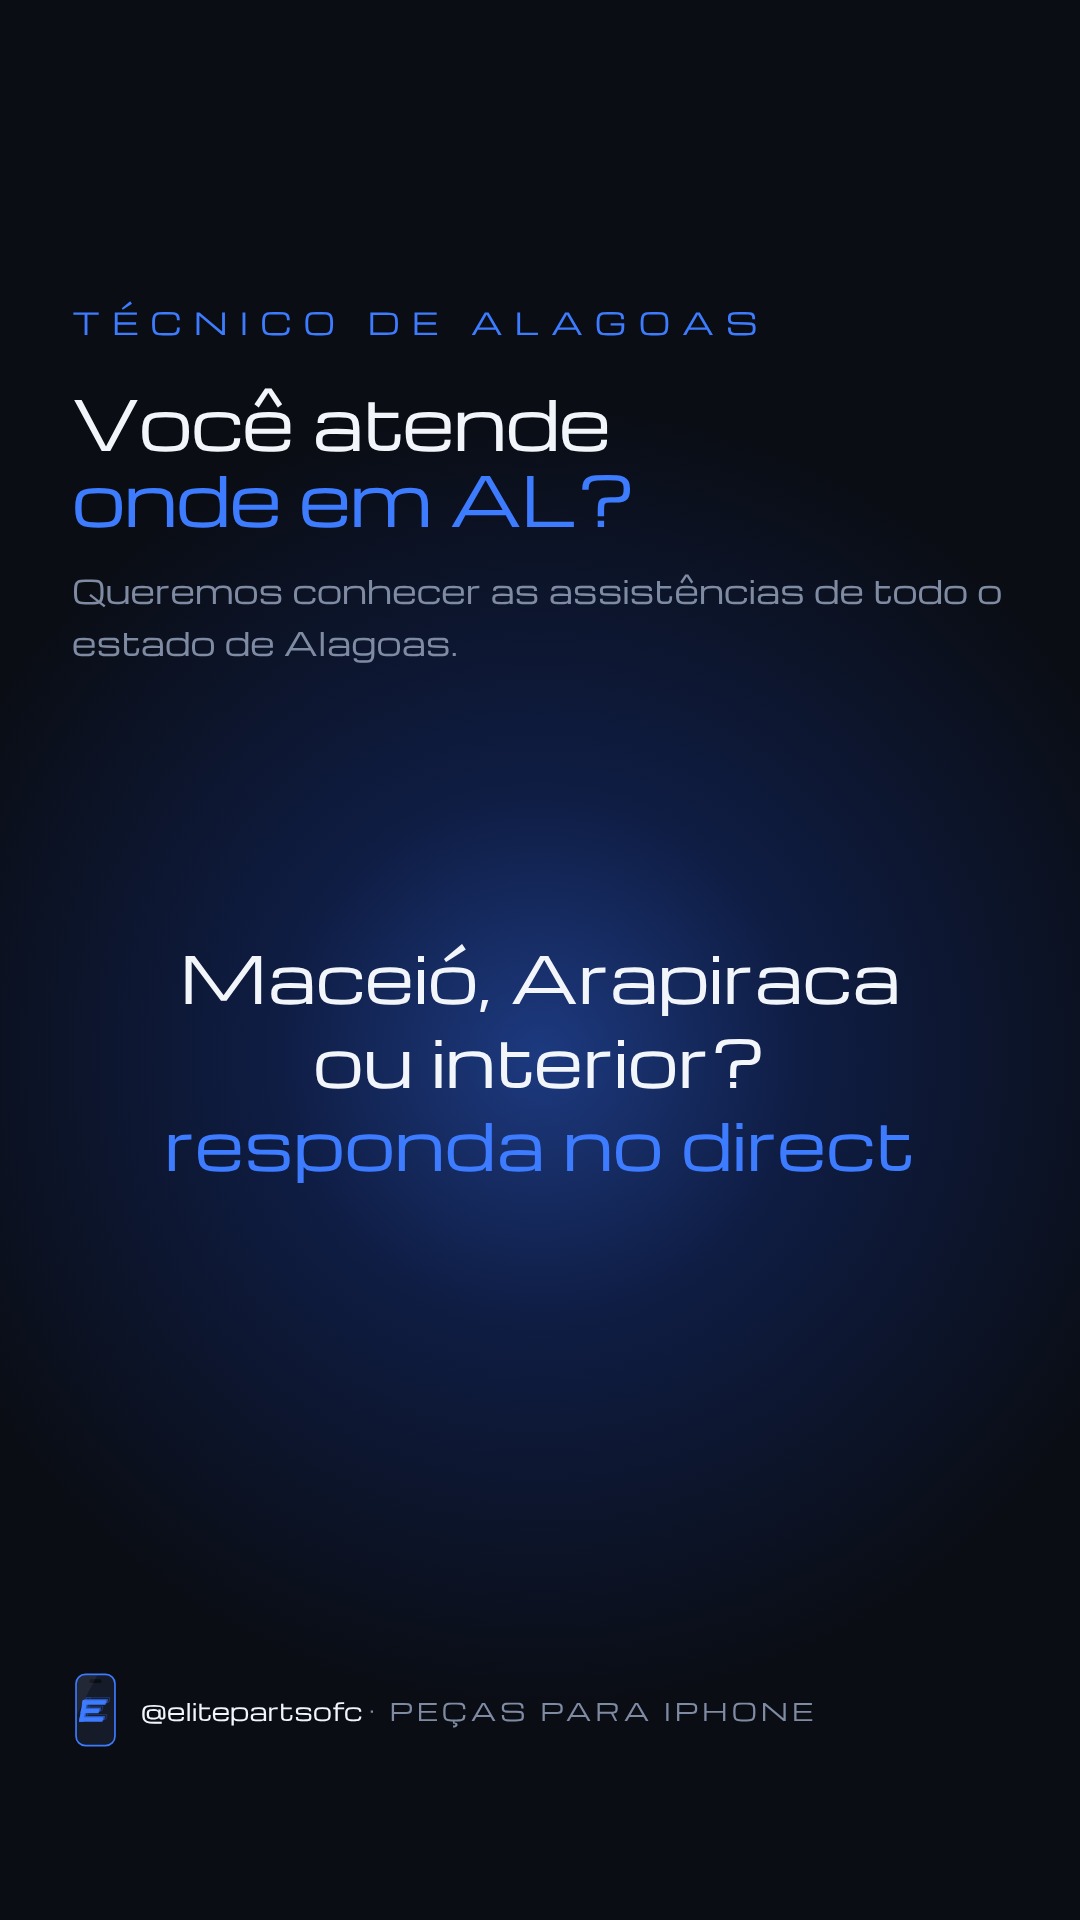 TÉCNICO DE ALAGOAS
Você atende
onde em AL?
Queremos conhecer as assistências de todo o
estado de Alagoas.
Maceió, Arapiraca
ou interior?
responda no direct
E
@elitepartsofc · PEÇAS PARA IPHONE